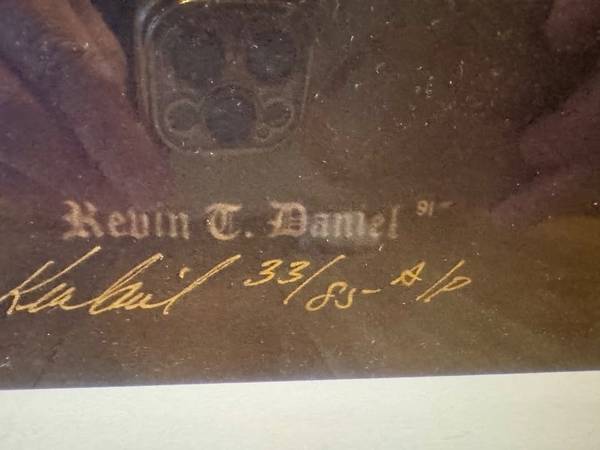 Kevin T. Daniel 91
33/85- A/P